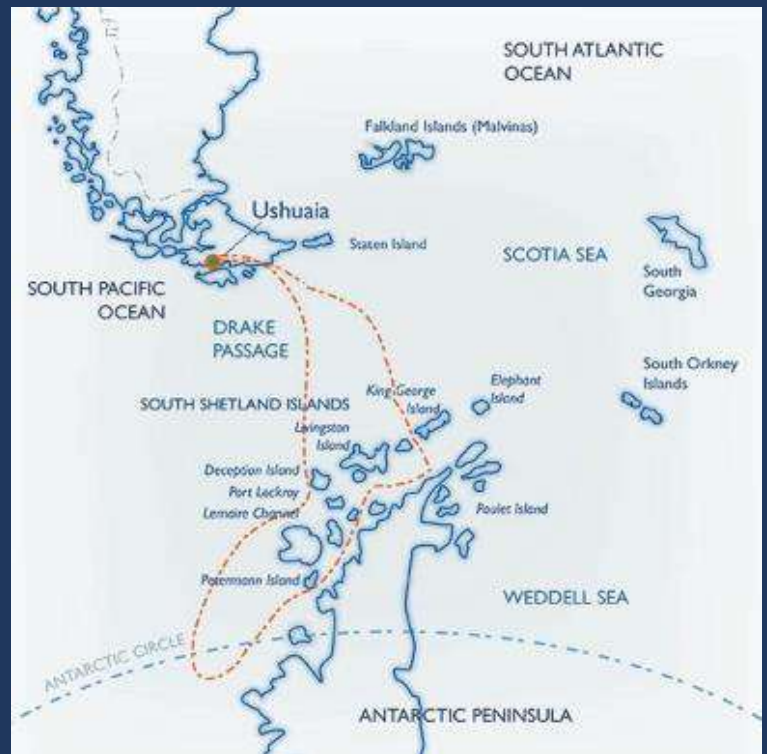 SOUTH ATLANTIC
OCEAN
Falkland Islands (Malvinas)
Ushuaia
Staten Island
SCOTIA SEA
South
Georgia
SOUTH PACIFIC
OCEAN
DRAKE
PASSAGE
South Orkney
Islands
Elephant
Island
King George
Island
SOUTH SHETLAND ISLANDS
Livingston
Island
Deception Island
Port Lockroy
Lemaire Channel
Paulet Island
Petermann Island
WEDDELL SEA
ANTARCTIC CIRCLE
ANTARCTIC PENINSULA